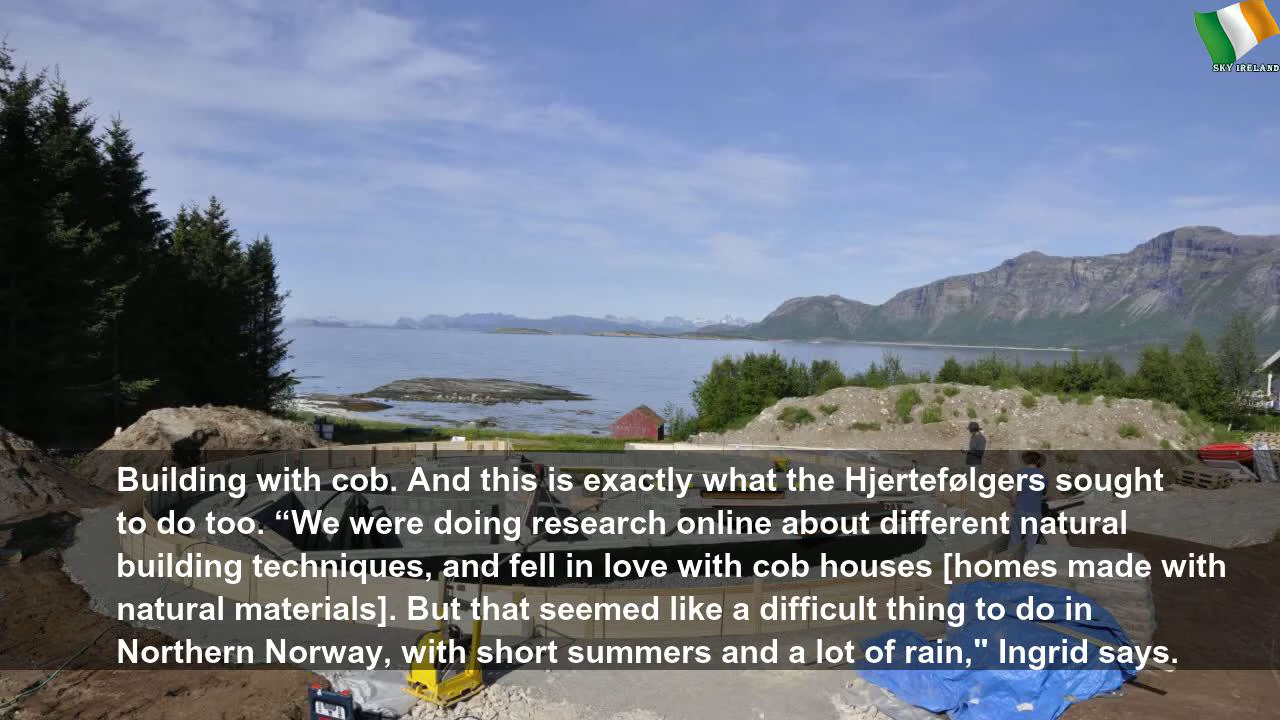 SKY IRELAND
Building with cob. And this is exactly what the Hjertefølgers sought
to do too. “We were doing research online about different natural
building techniques, and fell in love with cob houses [homes made with
natural materials]. But that seemed like a difficult thing to do in
Northern Norway, with short summers and a lot of rain," Ingrid says.